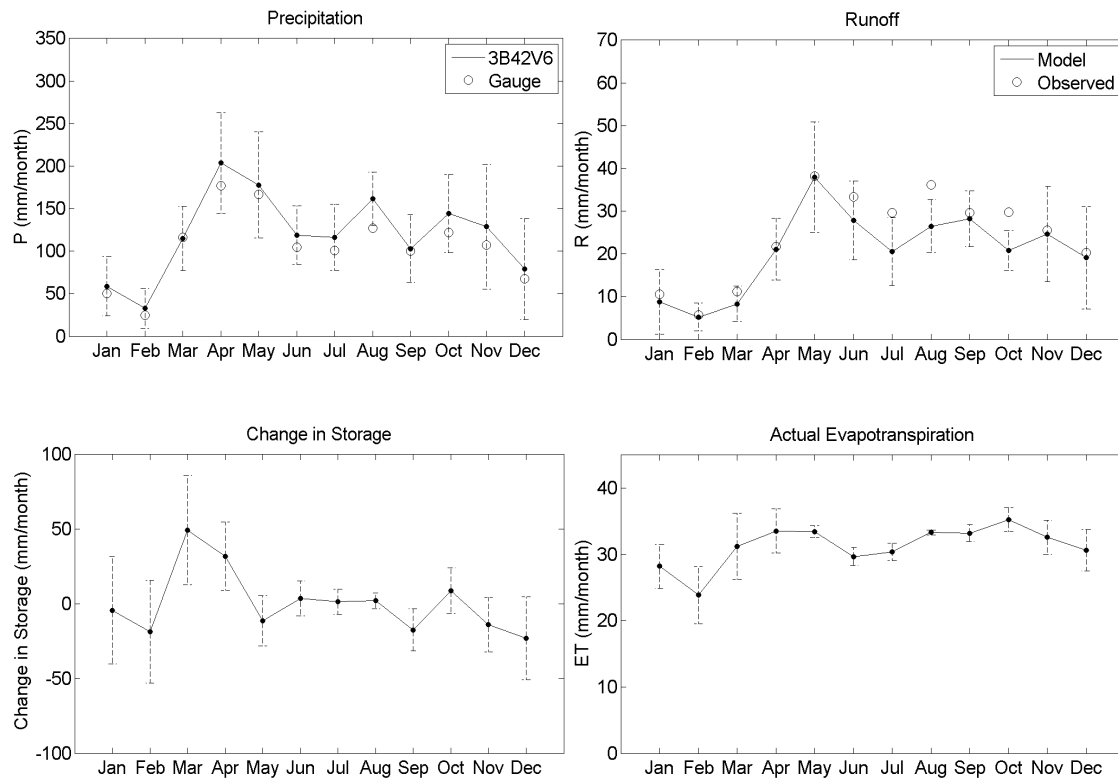 Precipitation
350
300
250
200
150
100
50
0
P (mm/month)
3B42V6
Gauge
Jan Feb Mar Apr May Jun Jul Aug Sep Oct Nov Dec
Runoff
70
60
50
40
30
20
10
0
R (mm/month)
Model
Observed
Jan Feb Mar Apr May Jun Jul Aug Sep Oct Nov Dec
Change in Storage
100
50
0
-50
-100
Change in Storage (mm/month)
Jan Feb Mar Apr May Jun Jul Aug Sep Oct Nov Dec
Actual Evapotranspiration
40
30
20
10
0
ET (mm/month)
Jan Feb Mar Apr May Jun Jul Aug Sep Oct Nov Dec